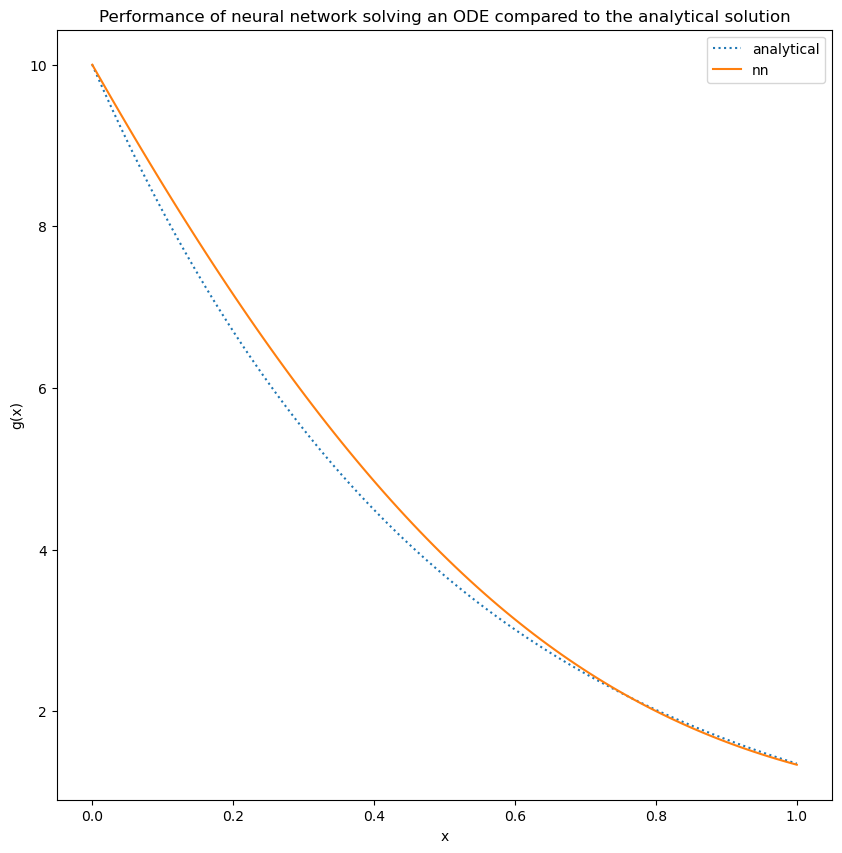 Performance of neural network solving an ODE compared to the analytical solution
analytical
nn
10
8
6
4
2
g(x)
0.0 0.2 0.4 0.6 0.8 1.0
x